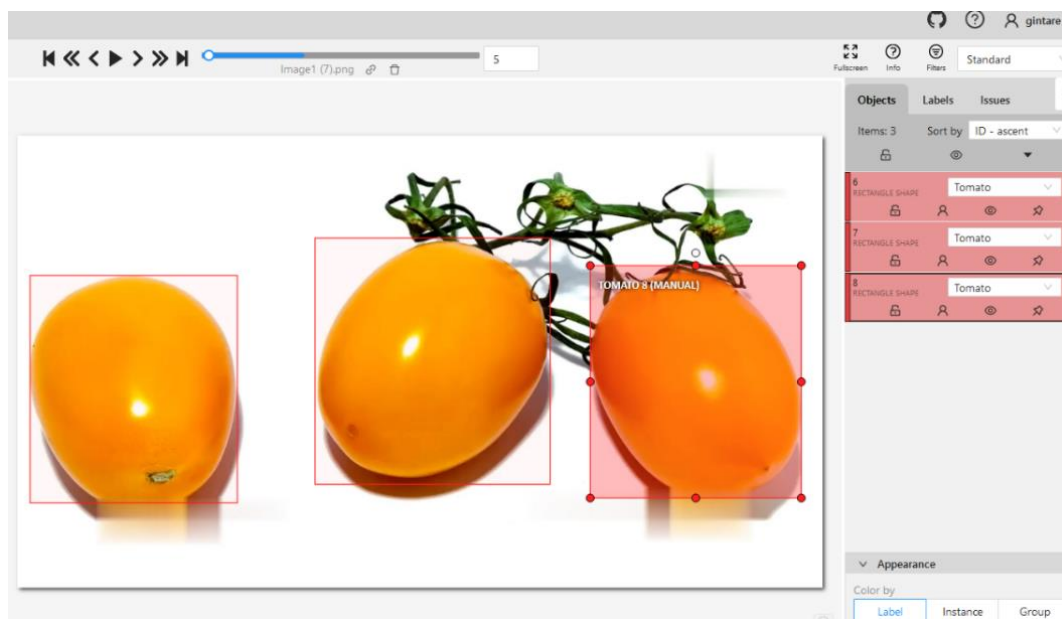 gintare
5
Image1 (7).png
Fullscreen
Info
Filters
Standard
Objects
Labels
Issues
Items: 3
Sort by
ID - ascent
6
RECTANGLE SHAPE
Tomato
7
RECTANGLE SHAPE
Tomato
8
RECTANGLE SHAPE
Tomato
TOMATO 8 (MANUAL)
Appearance
Color by
Label
Instance
Group